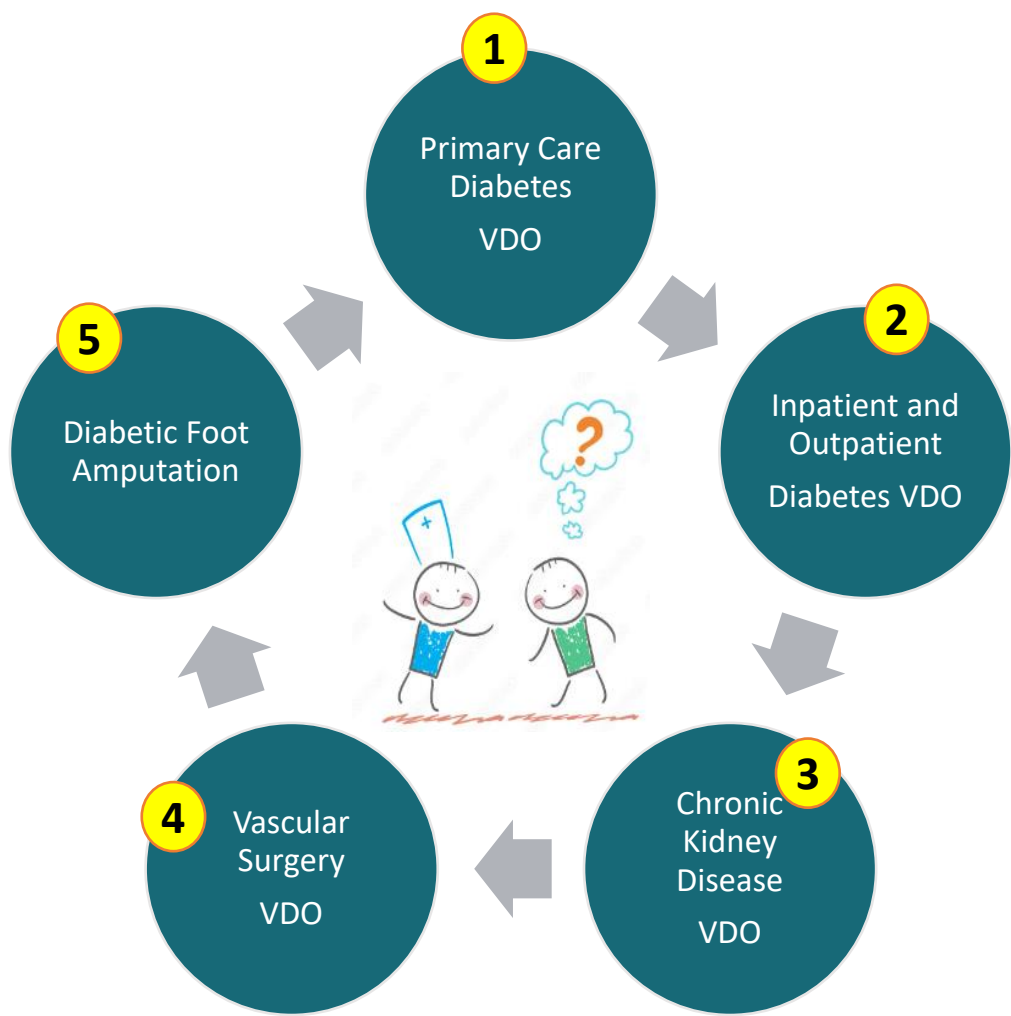 1
Primary Care
Diabetes
VDO
2
Inpatient and
Outpatient
Diabetes VDO
3
Chronic
Kidney
Disease
VDO
4
Vascular
Surgery
VDO
5
Diabetic Foot
Amputation
?